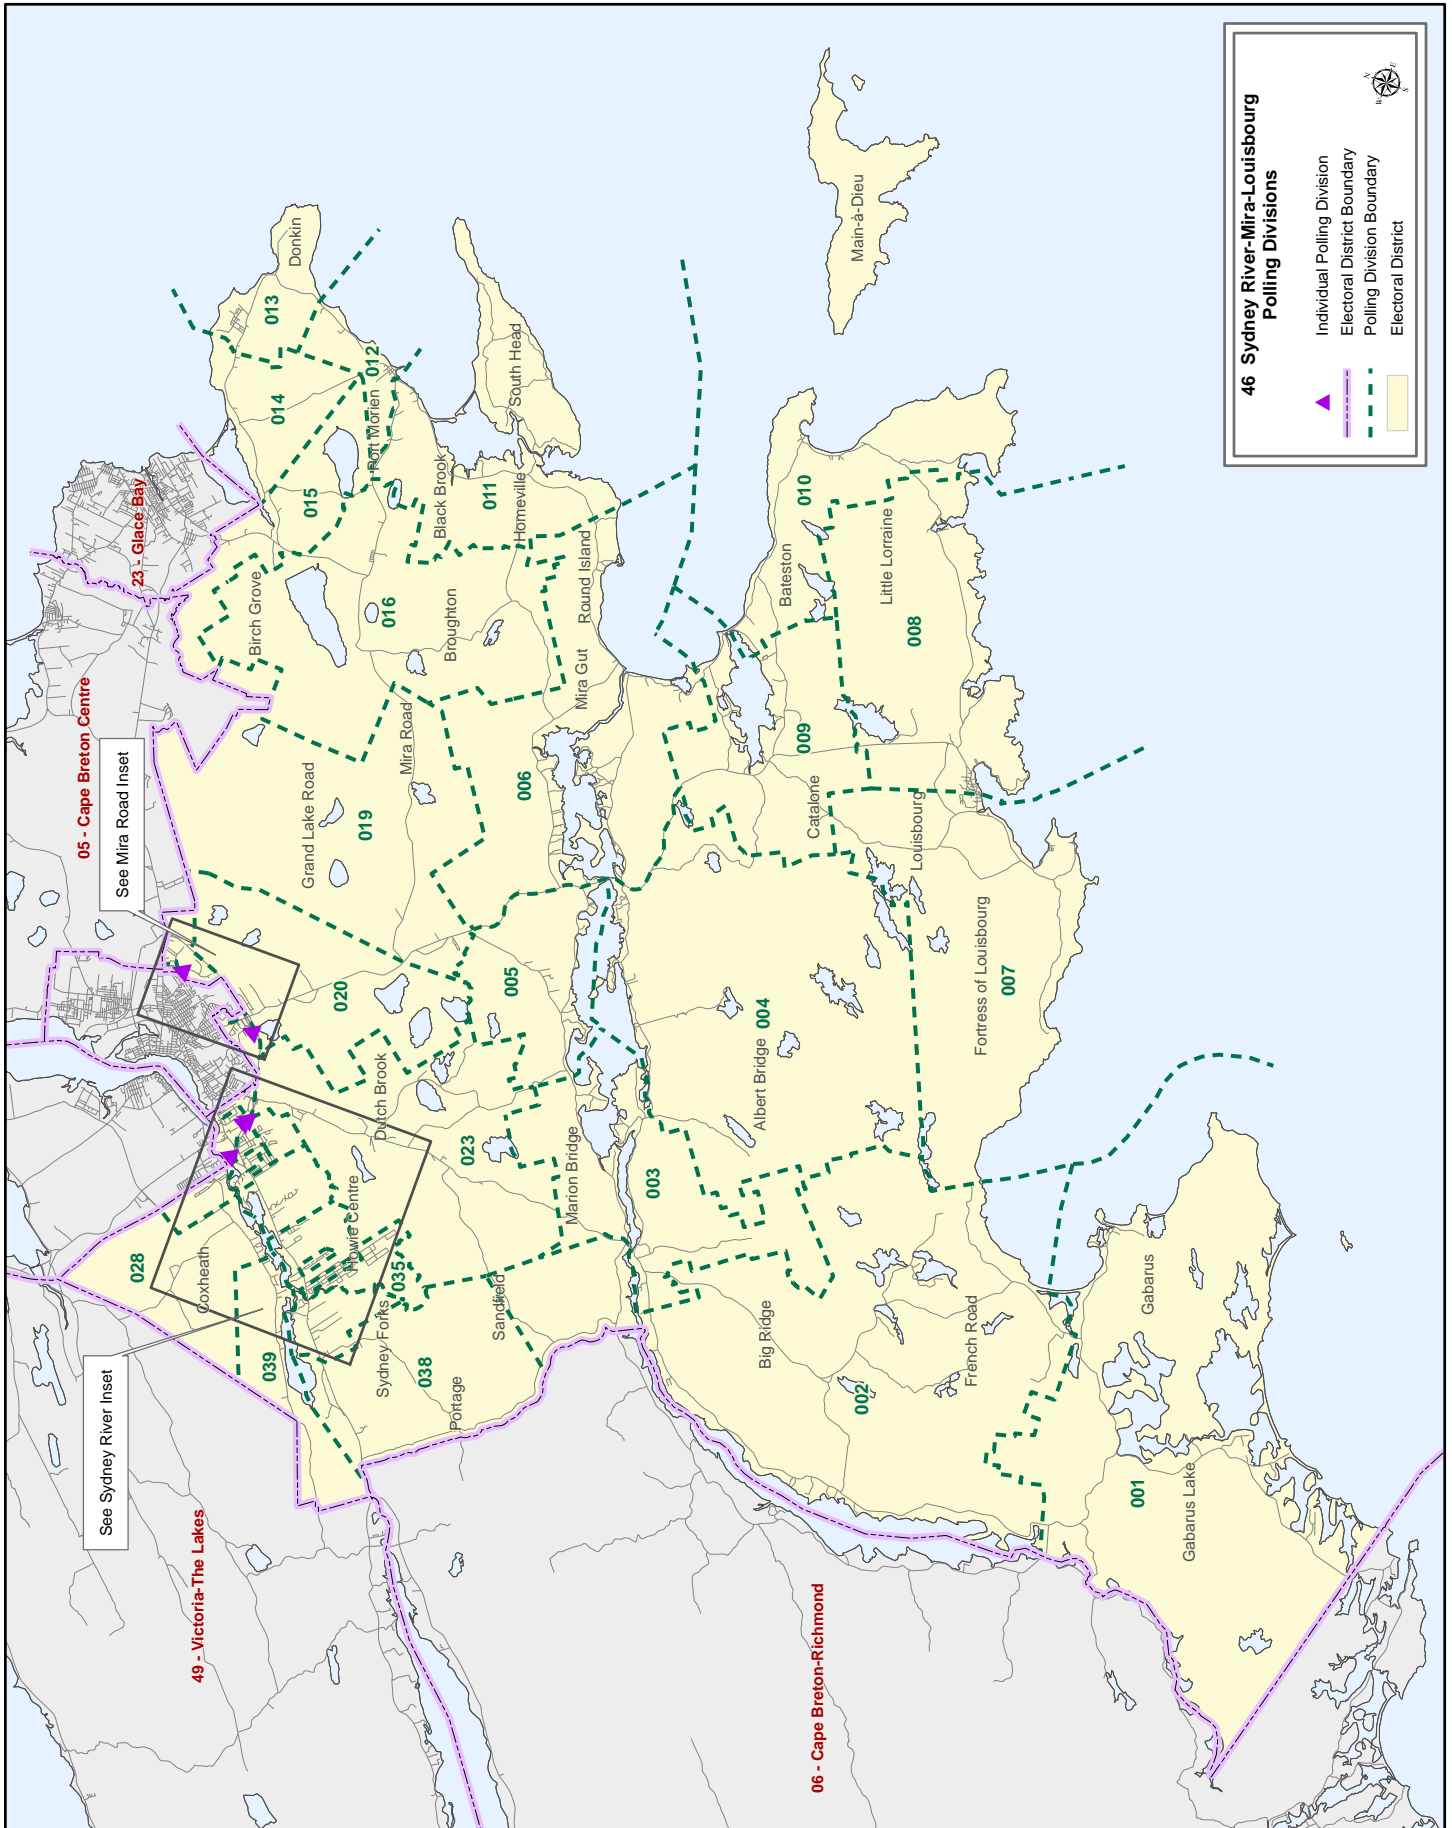 46 Sydney River-Mira-Louisbourg
Polling Divisions
Individual Polling Division
Electoral District Boundary
Polling Division Boundary
Electoral District
N
E
S
W
05 - Cape Breton Centre
23 - Glace Bay
49 - Victoria-The Lakes
06 - Cape Breton-Richmond
See Mira Road Inset
See Sydney River Inset
Donkin
013
014
012
Port Morien
015
South Head
Main-à-Dieu
Black Brook
011
Homeville
Birch Grove
016
Broughton
Round Island
Mira Gut
010
Bateston
Little Lorraine
008
009
Catalone
Louisbourg
Grand Lake Road
Mira Road
019
006
020
005
Dutch Brook
023
Marion Bridge
Albert Bridge
004
Fortress of Louisbourg
007
003
028
Coxheath
039
Howie Centre
035
Sydney Forks
038
Sandfield
Portage
Big Ridge
002
French Road
Gabarus
001
Gabarus Lake